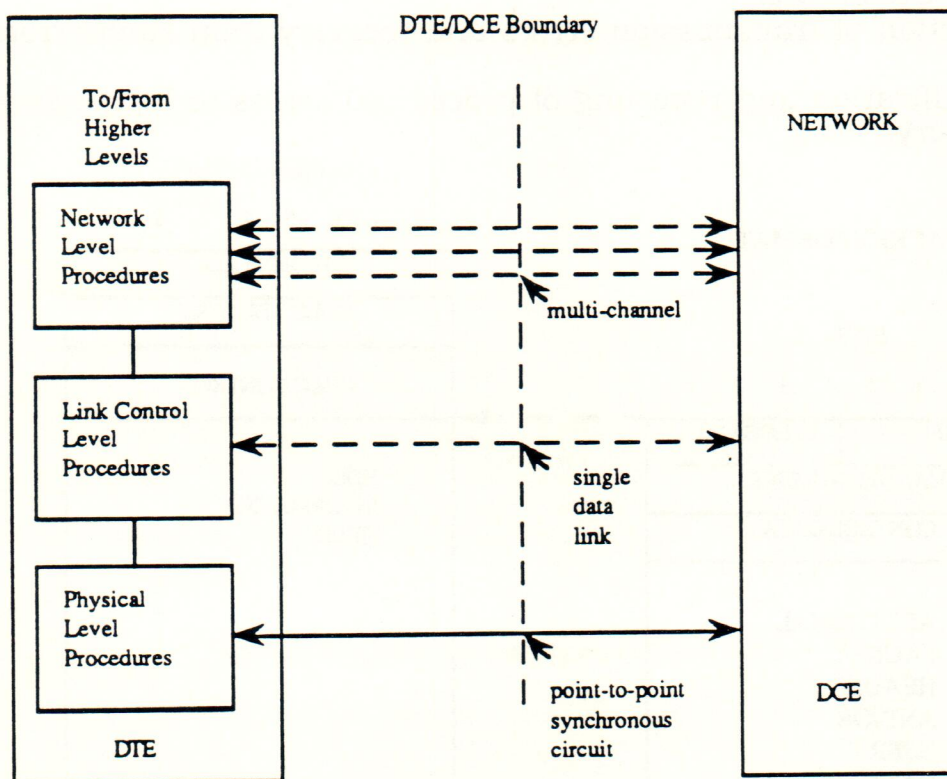 DTE/DCE Boundary
To/From
Higher
Levels
NETWORK
Network
Level
Procedures
multi-channel
Link Control
Level
Procedures
single
data
link
Physical
Level
Procedures
point-to-point
synchronous
circuit
DTE
DCE